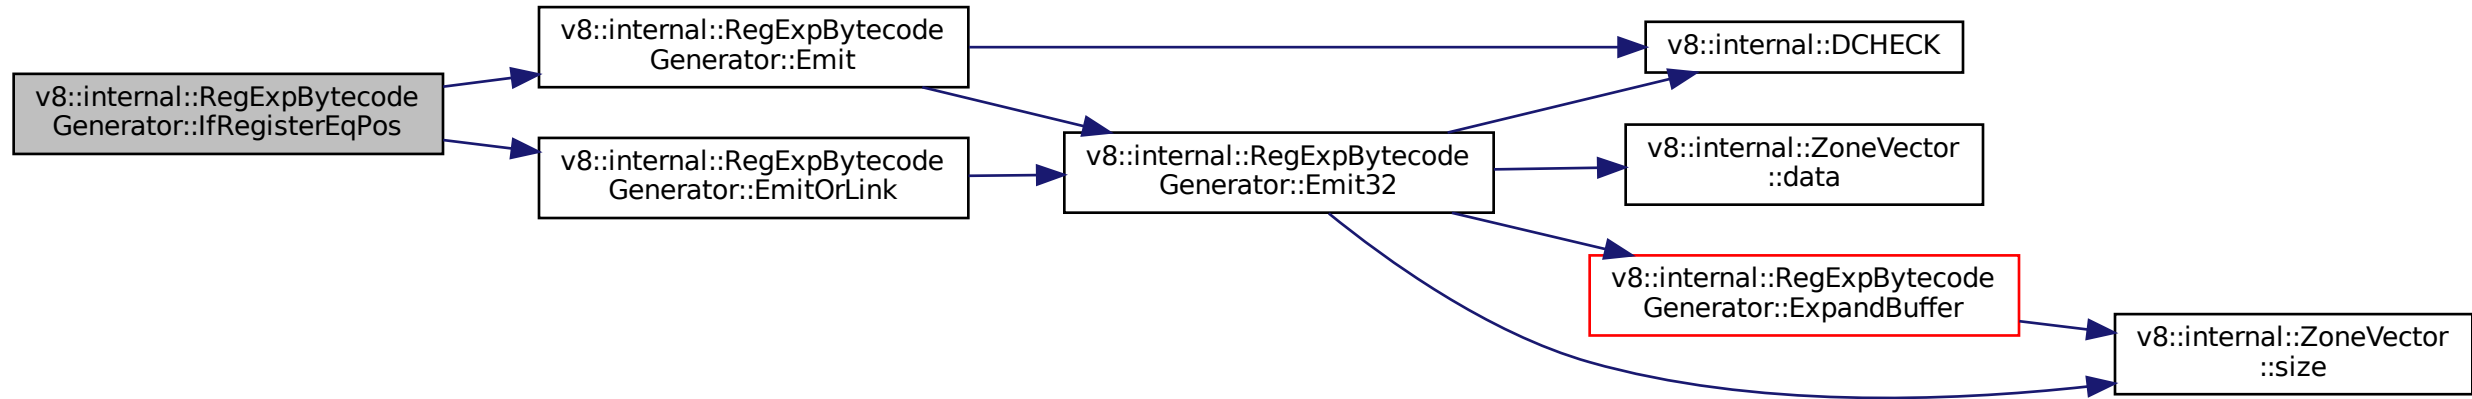 v8::internal::RegExpBytecode
Generator::IfRegisterEqPos
v8::internal::RegExpBytecode
Generator::Emit
v8::internal::RegExpBytecode
Generator::EmitOrLink
v8::internal::RegExpBytecode
Generator::Emit32
v8::internal::DCHECK
v8::internal::ZoneVector
::data
v8::internal::RegExpBytecode
Generator::ExpandBuffer
v8::internal::ZoneVector
::size